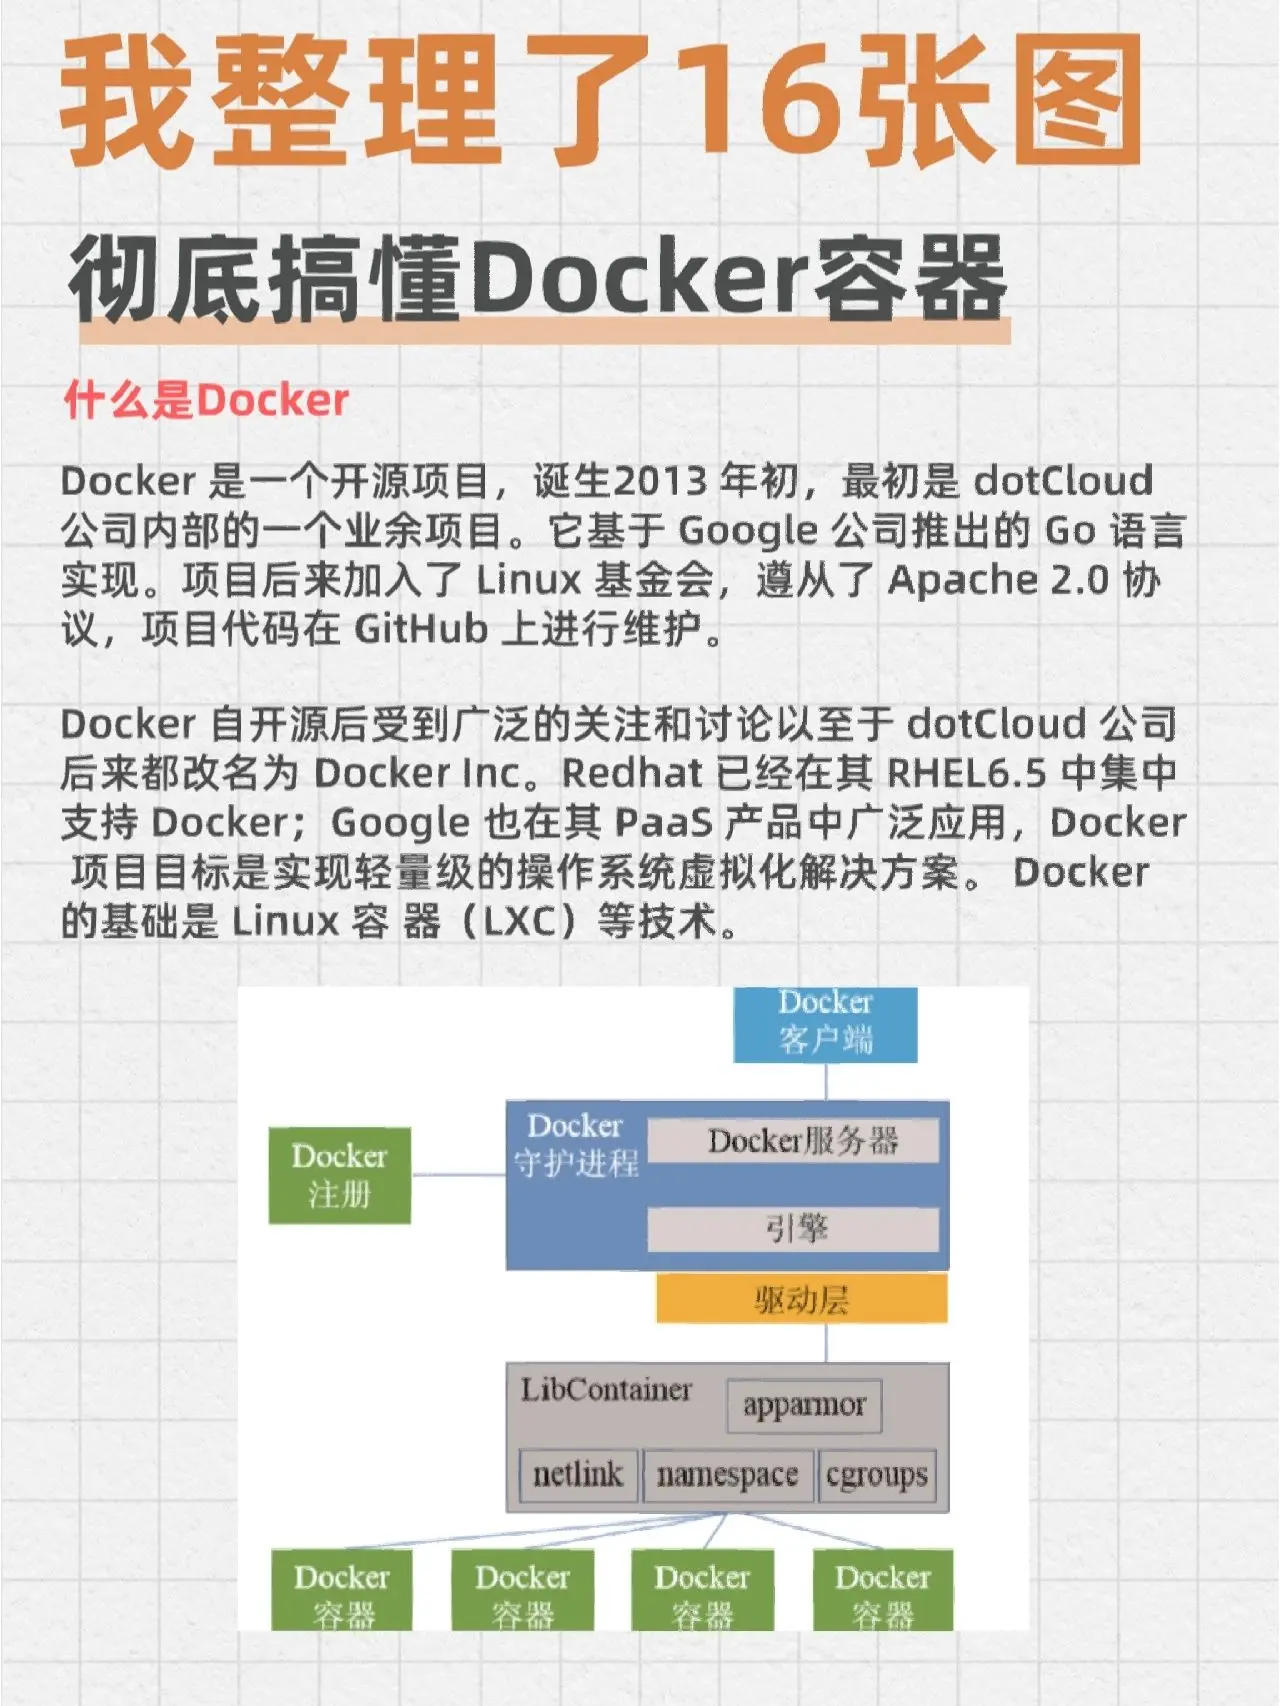 我整理了16张图
彻底搞懂Docker容器
什么是Docker
Docker 是一个开源项目，诞生2013 年初，最初是 dotCloud
公司内部的一个业余项目。它基于 Google 公司推出的 Go 语言
实现。项目后来加入了 Linux 基金会，遵从了 Apache 2.0 协
议，项目代码在 GitHub 上进行维护。
Docker 自开源后受到广泛的关注和讨论以至于 dotCloud 公司
后来都改名为 Docker Inc。Redhat 已经在其 RHEL6.5 中集中
支持 Docker；Google 也在其 PaaS 产品中广泛应用，Docker
项目目标是实现轻量级的操作系统虚拟化解决方案。 Docker
的基础是 Linux 容 器（LXC）等技术。
Docker
客户端
Docker
守护进程
Docker服务器
Docker
注册
引擎
驱动层
LibContainer
apparmor
netlink
namespace
cgroups
Docker
容器
Docker
容器
Docker
容器
Docker
容器